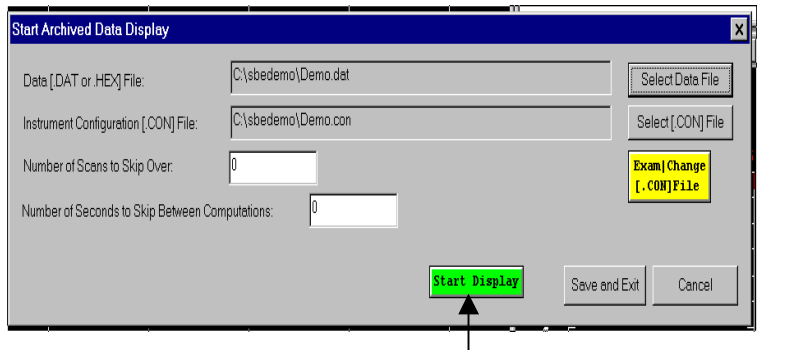 Start Archived Data Display
Data [.DAT or .HEX] File: C:\sbedemo\Demo.dat Select Data File
Instrument Configuration [.CON] File: C:\sbedemo\Demo.con Select [.CON] File
Number of Scans to Skip Over: 0 Exam|Change
[.CON]File
Number of Seconds to Skip Between Computations: 0
Start Display Save and Exit Cancel